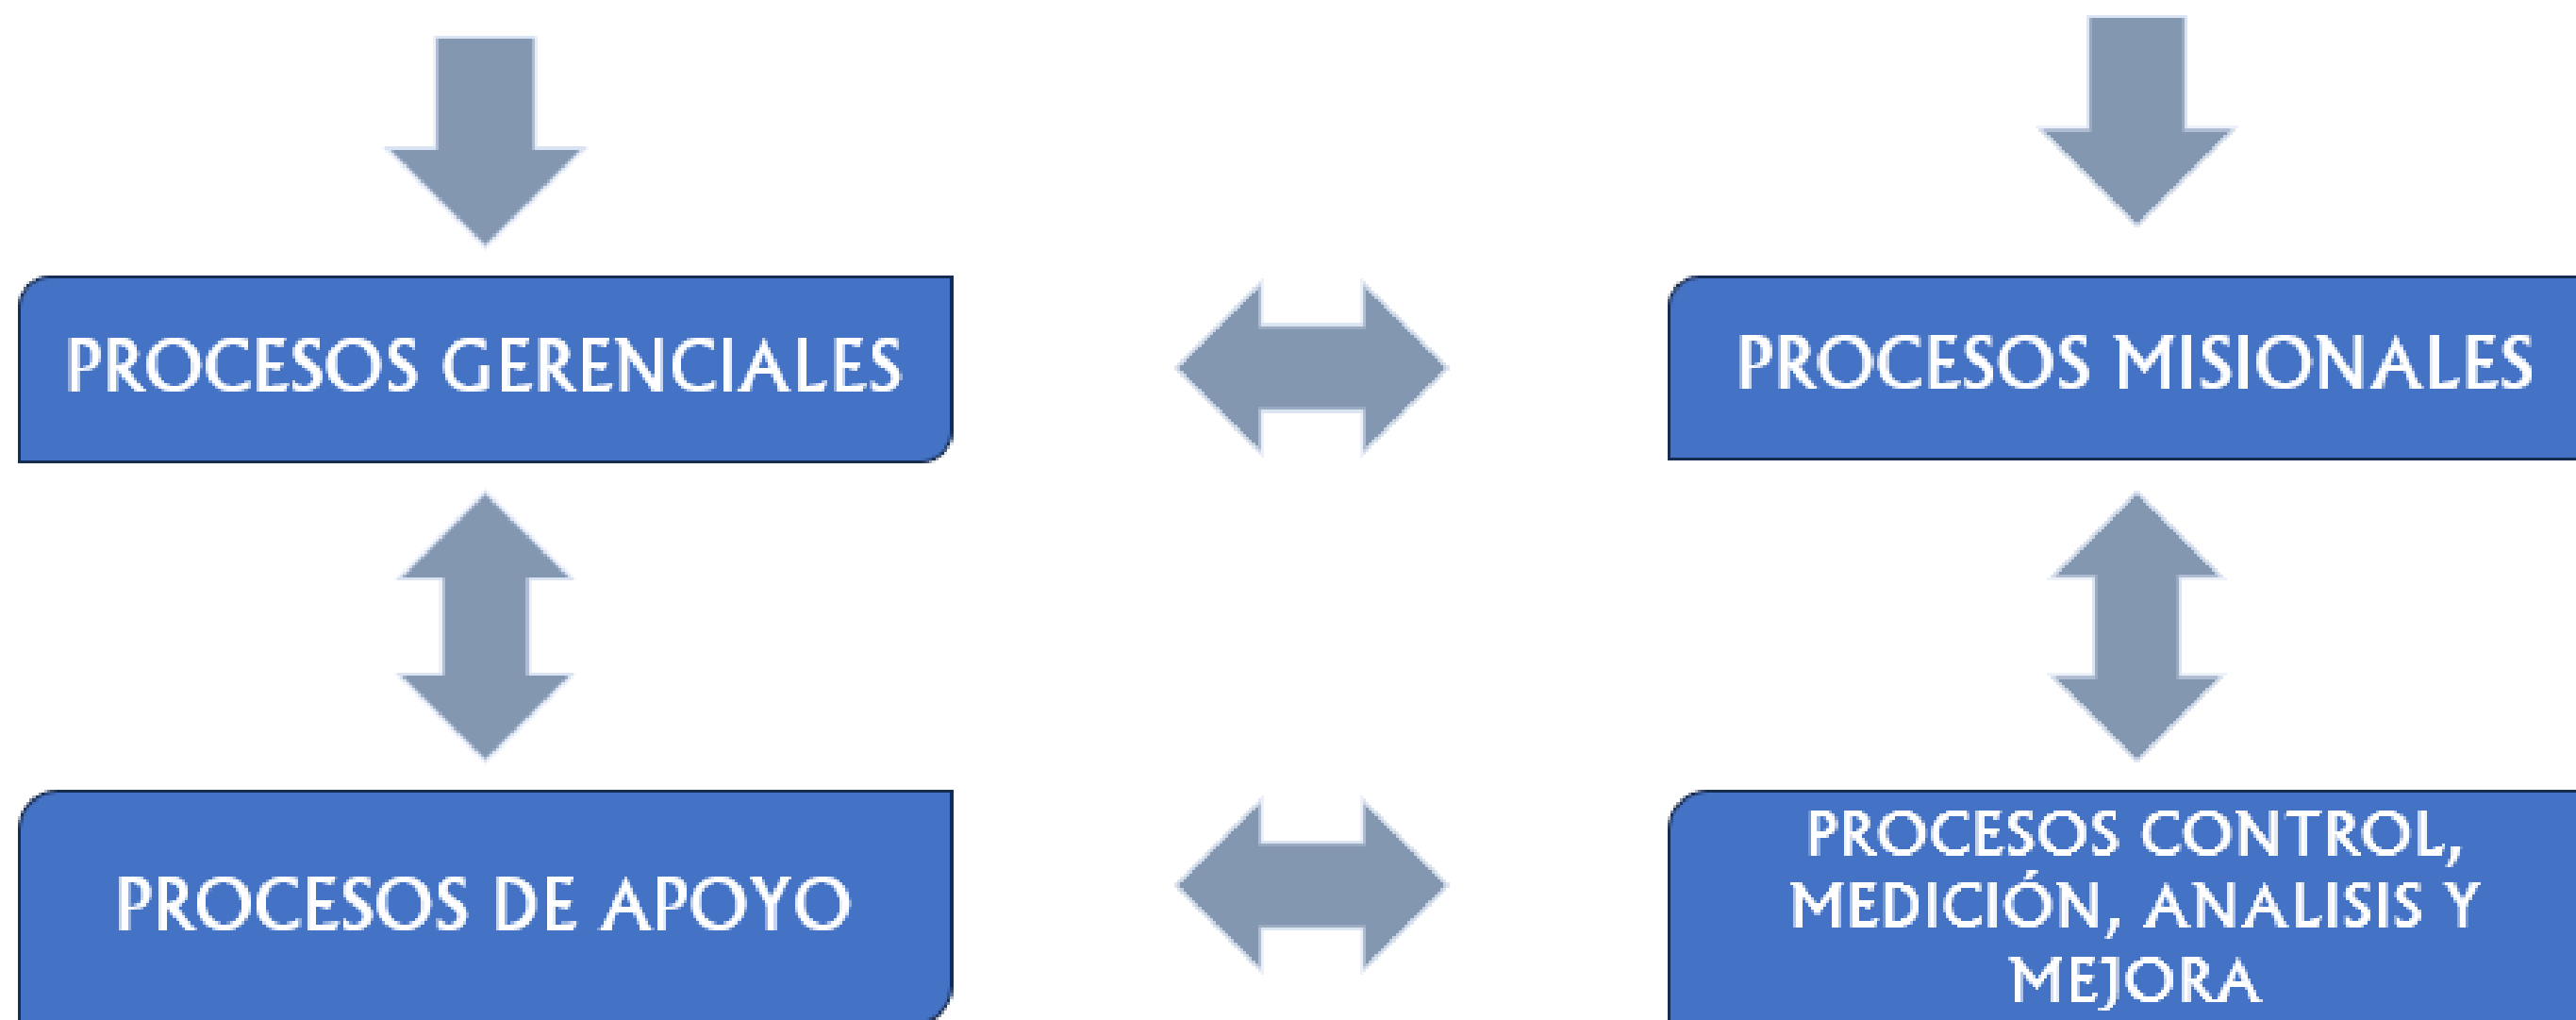 PROCESOS GERENCIALES
PROCESOS MISIONALES
PROCESOS DE APOYO
PROCESOS CONTROL,
MEDICIÓN, ANALISIS Y
MEJORA